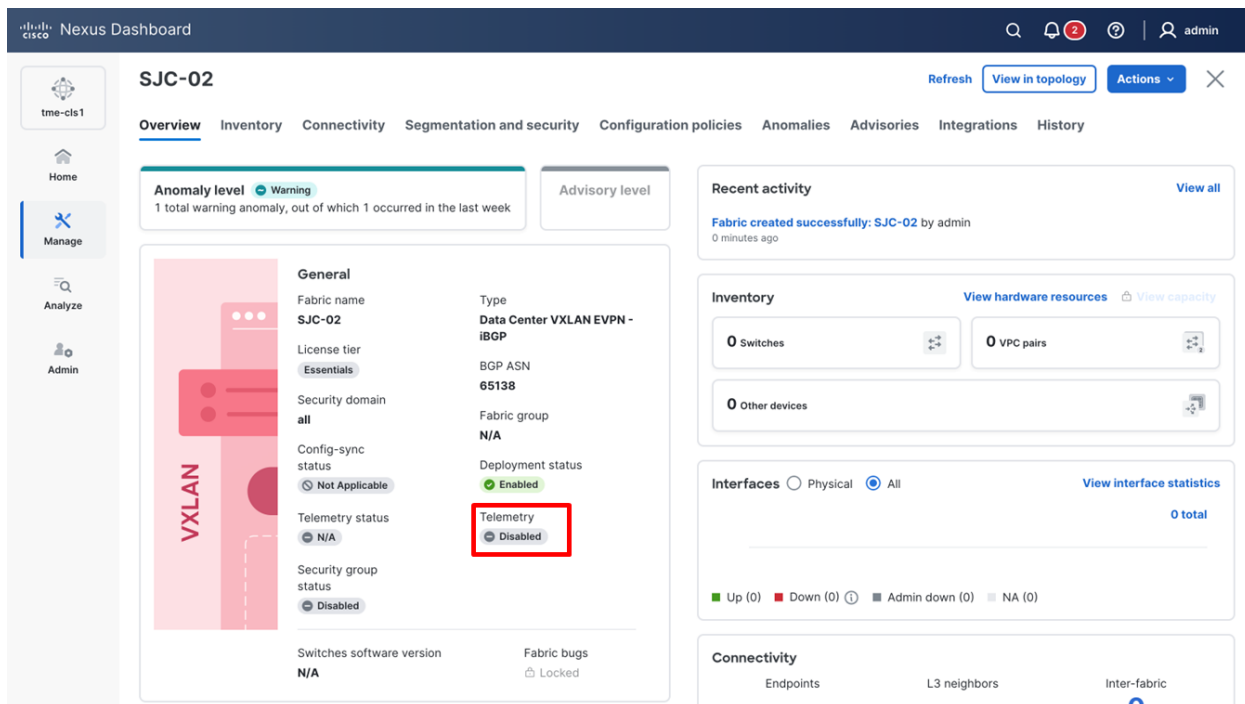 cisco Nexus Dashboard
2
admin
tme-cls1
Home
Manage
Analyze
Admin
SJC-02
Refresh
View in topology
Actions
Overview Inventory Connectivity Segmentation and security Configuration policies Anomalies Advisories Integrations History
Anomaly level Warning
1 total warning anomaly, out of which 1 occurred in the last week
Advisory level
VXLAN
General
Fabric name
SJC-02
Type
Data Center VXLAN EVPN -
iBGP
License tier
Essentials
BGP ASN
65138
Security domain
all
Fabric group
N/A
Config-sync
status
Not Applicable
Deployment status
Enabled
Telemetry status
N/A
Telemetry
Disabled
Security group
status
Disabled
Switches software version
N/A
Fabric bugs
Locked
Recent activity
View all
Fabric created successfully: SJC-02 by admin
0 minutes ago
Inventory
View hardware resources
View capacity
0 Switches
0 VPC pairs
0 Other devices
Interfaces Physical All
View interface statistics
0 total
Up (0) Down (0) Admin down (0) NA (0)
Connectivity
Endpoints L3 neighbors Inter-fabric